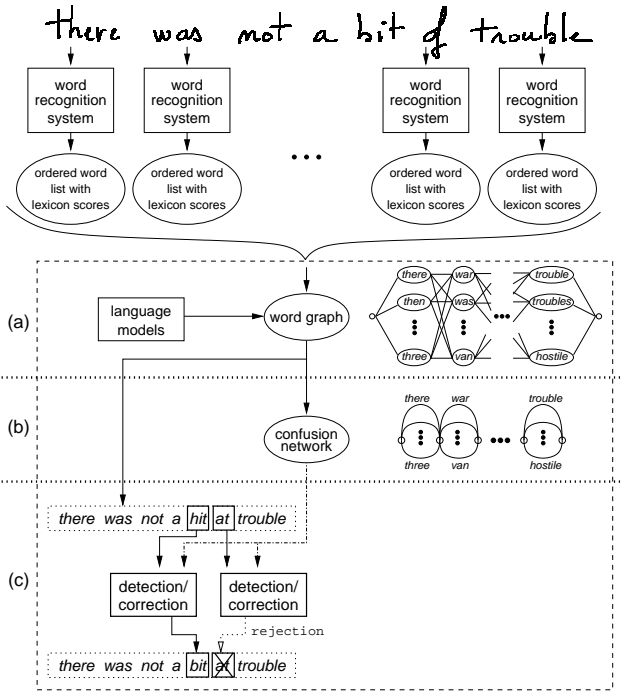 there was not a bit of trouble
word recognition system word recognition system word recognition system word recognition system
ordered word list with lexicon scores ordered word list with lexicon scores ordered word list with lexicon scores ordered word list with lexicon scores
(a)
language models
word graph
there war trouble
then was troubles
three van hostile
(b)
confusion network
there war trouble
three van hostile
(c)
there was not a hit at trouble
detection/ correction detection/ correction
rejection
there was not a bit at trouble